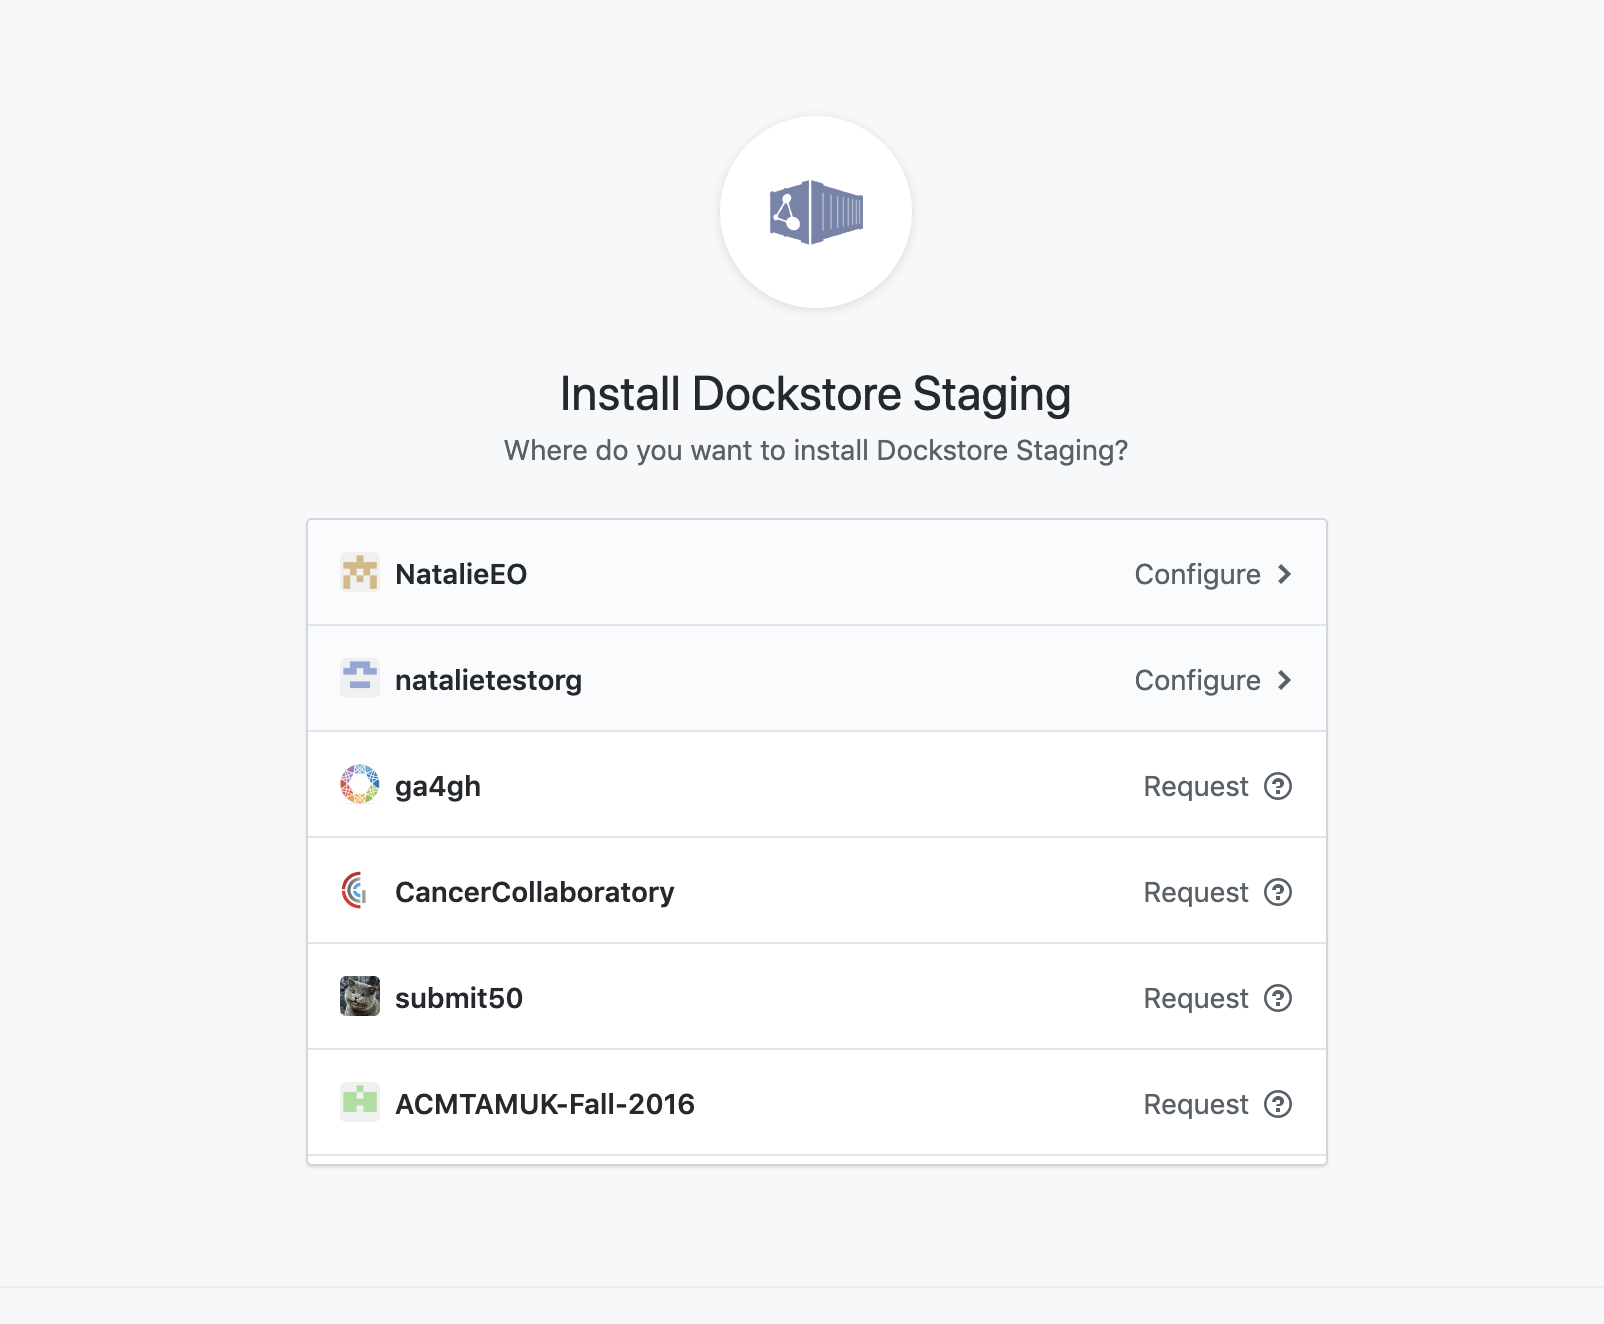 Install Dockstore Staging
Where do you want to install Dockstore Staging?
NatalieEO Configure
natalietestorg Configure
ga4gh Request
CancerCollaboratory Request
submit50 Request
ACMTAMUK-Fall-2016 Request